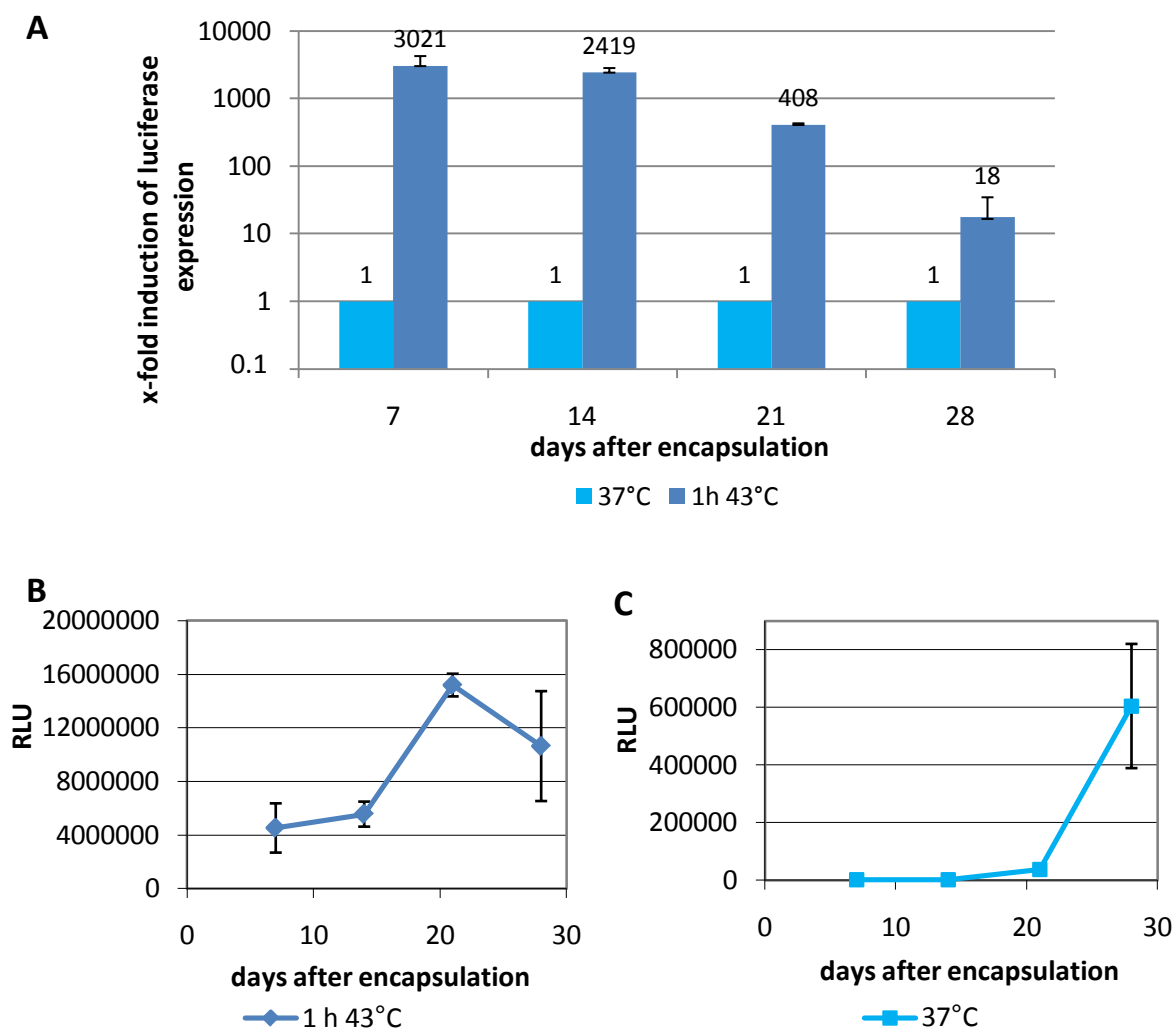 A
x-fold induction of luciferase
expression
10000
1000
100
10
1
0.1
3021
2419
408
18
1
1
1
1
7
14
21
28
days after encapsulation
37°C
1h 43°C
B
RLU
20000000
16000000
12000000
8000000
4000000
0
0
10
20
30
days after encapsulation
1 h 43°C
C
RLU
800000
600000
400000
200000
0
0
10
20
30
days after encapsulation
37°C